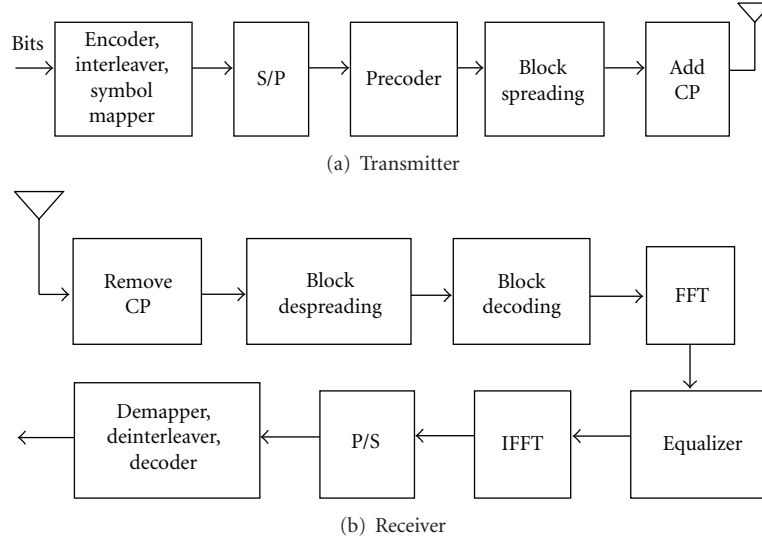 Bits
Encoder,
interleaver,
symbol
mapper
S/P
Precoder
Block
spreading
Add
CP
(a) Transmitter
Remove
CP
Block
despreading
Block
decoding
FFT
Demapper,
deinterleaver,
decoder
P/S
IFFT
Equalizer
(b) Receiver